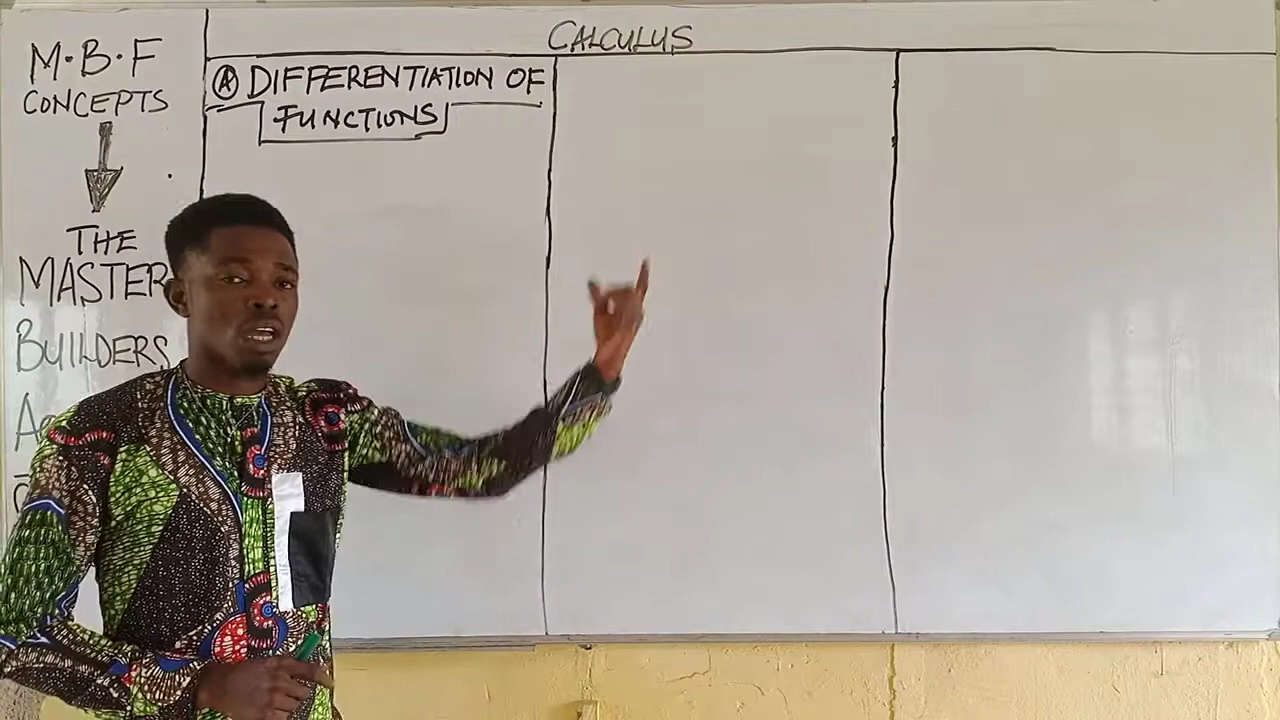 M·B·F
CONCEPTS
THE
MASTER
BUILDERS
CALCULUS
Ⓐ DIFFERENTIATION OF
FUNCTIONS